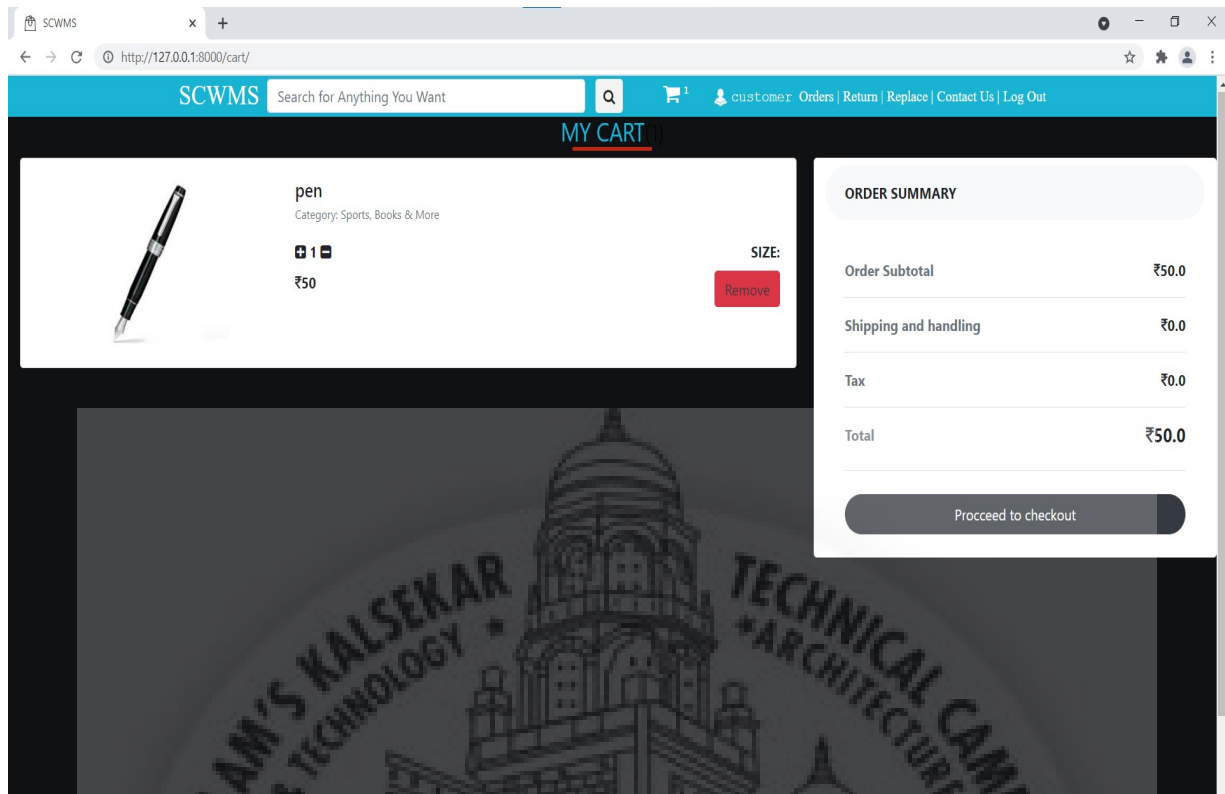 SCWMS
http://127.0.0.1:8000/cart/
SCWMS Search for Anything You Want 1 customer Orders | Return | Replace | Contact Us | Log Out
MY CART(1)
pen
Category: Sports, Books & More
1
SIZE:
₹50
Remove
ORDER SUMMARY
Order Subtotal ₹50.0
Shipping and handling ₹0.0
Tax ₹0.0
Total ₹50.0
Procceed to checkout
AM'S KALSEKAR TECHNICAL CAM
TECHNOLOGY * *ARCHITECTURE